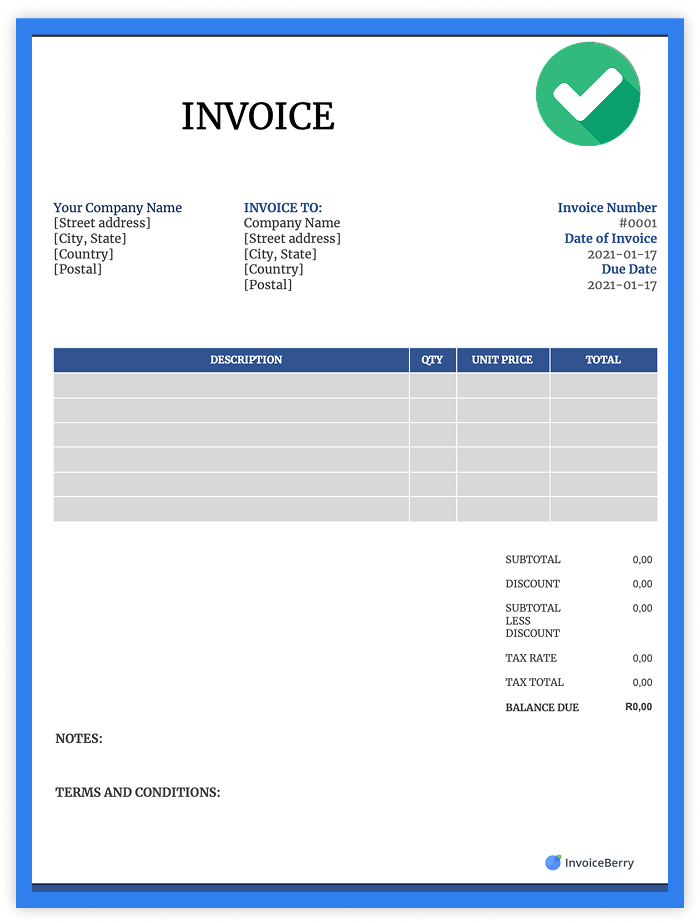 INVOICE
Your Company Name
[Street address]
[City, State]
[Country]
[Postal]
INVOICE TO:
Company Name
[Street address]
[City, State]
[Country]
[Postal]
Invoice Number
#0001
Date of Invoice
2021-01-17
Due Date
2021-01-17
DESCRIPTION QTY UNIT PRICE TOTAL
SUBTOTAL 0,00
DISCOUNT 0,00
SUBTOTAL 0,00
LESS
DISCOUNT
TAX RATE 0,00
TAX TOTAL 0,00
BALANCE DUE R0,00
NOTES:
TERMS AND CONDITIONS:
InvoiceBerry